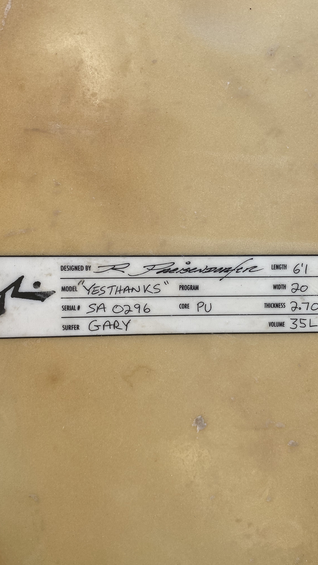 DESIGNED BY R. Preisendorfer LENGTH 6'1
MODEL "YESTHANKS" PROGRAM WIDTH 20
SERIAL# SA 0296 CORE PU THICKNESS 2.70
SURFER GARY VOLUME 35L